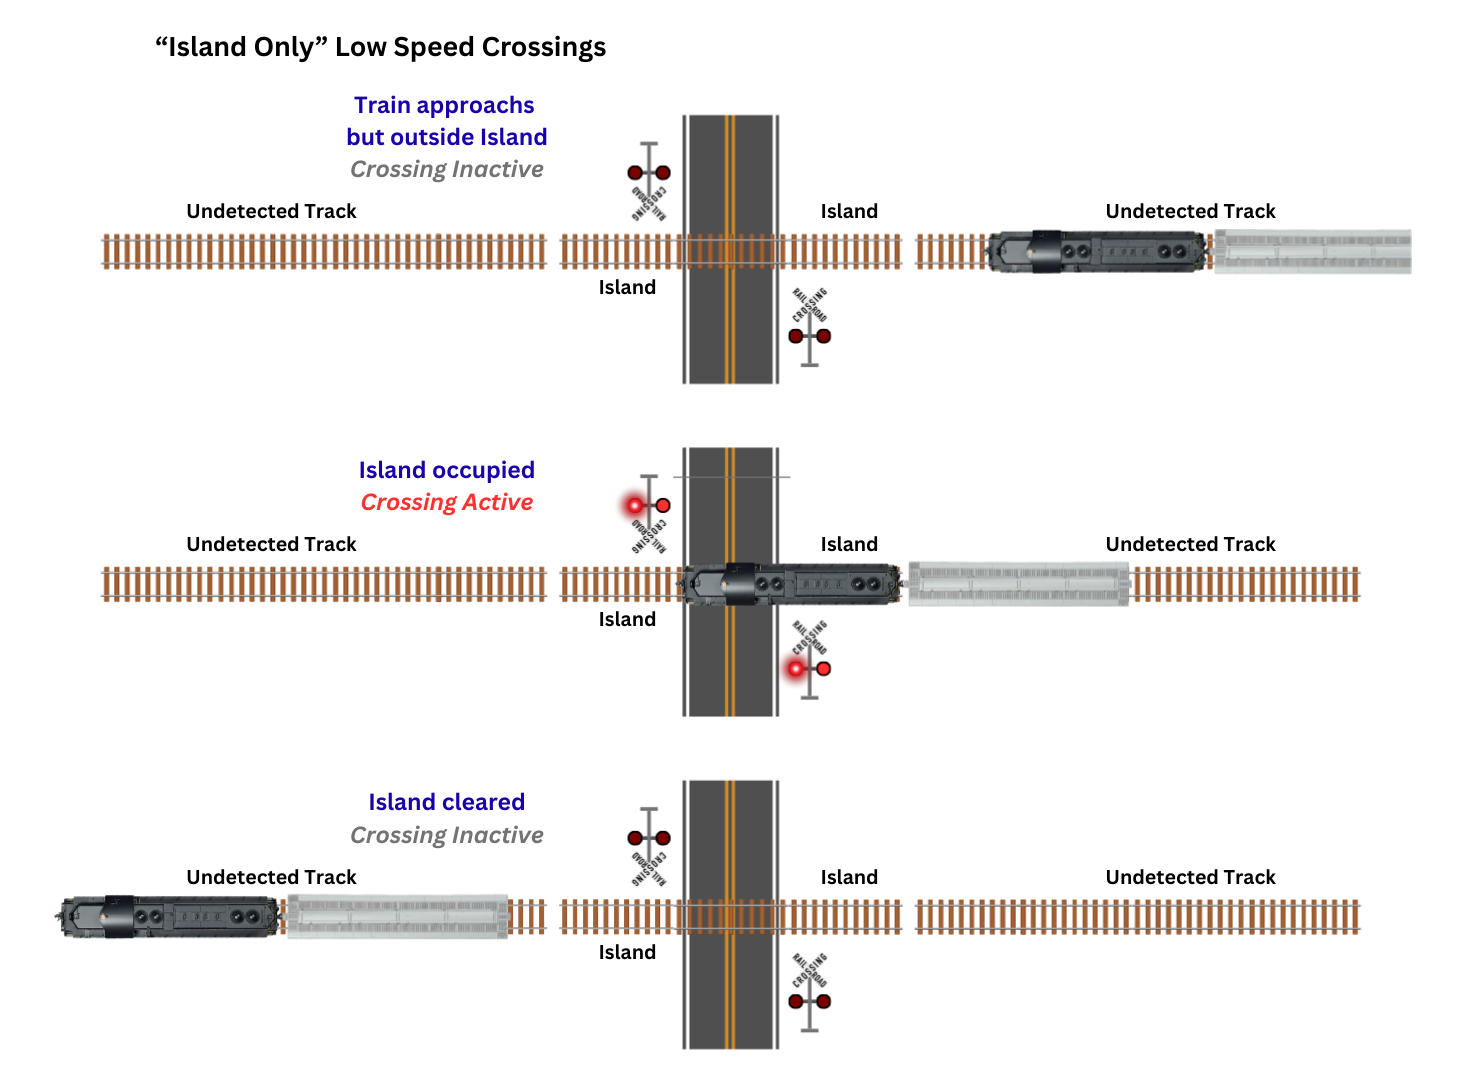 “Island Only” Low Speed Crossings
Train approachs
but outside Island
Crossing Inactive
Undetected Track
Island
Undetected Track
RAILROAD
CROSSING
Island
RAILROAD
CROSSING
Island occupied
Crossing Active
Undetected Track
Island
Undetected Track
RAILROAD
CROSSING
Island
RAILROAD
CROSSING
Island cleared
Crossing Inactive
Undetected Track
Island
Undetected Track
RAILROAD
CROSSING
Island
RAILROAD
CROSSING